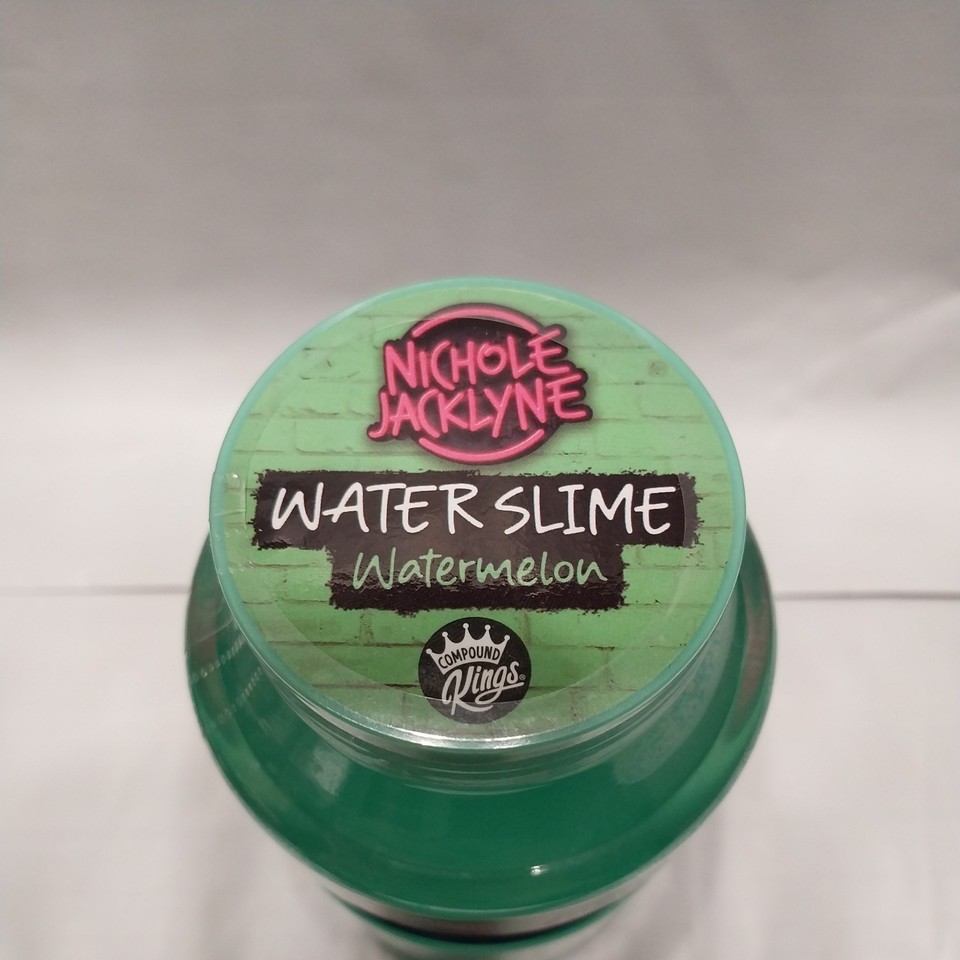 NICHOLE
JACKLYNE
WATER SLIME
Watermelon
COMPOUND
Kings®